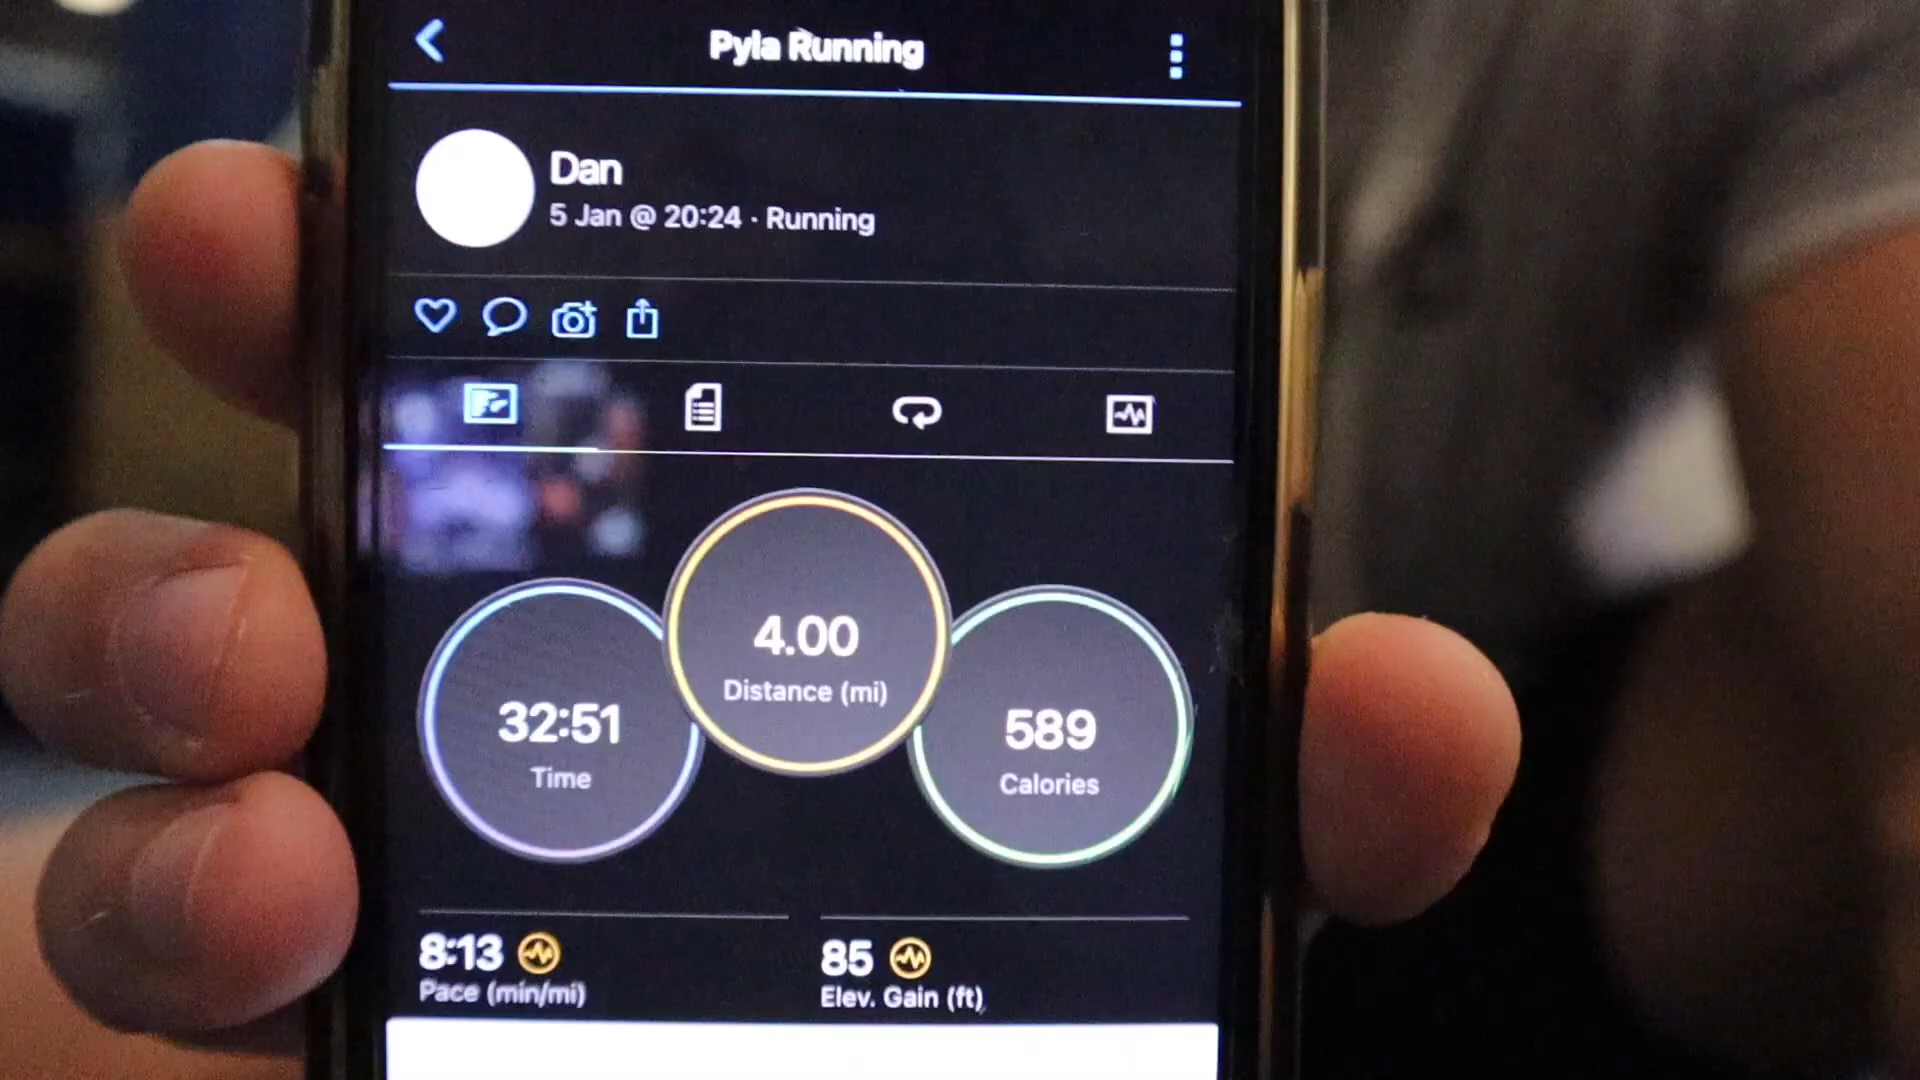 Pyla Running
Dan
5 Jan @ 20:24 · Running
4.00
Distance (mi)
32:51
Time
589
Calories
8:13
Pace (min/mi)
85
Elev. Gain (ft)